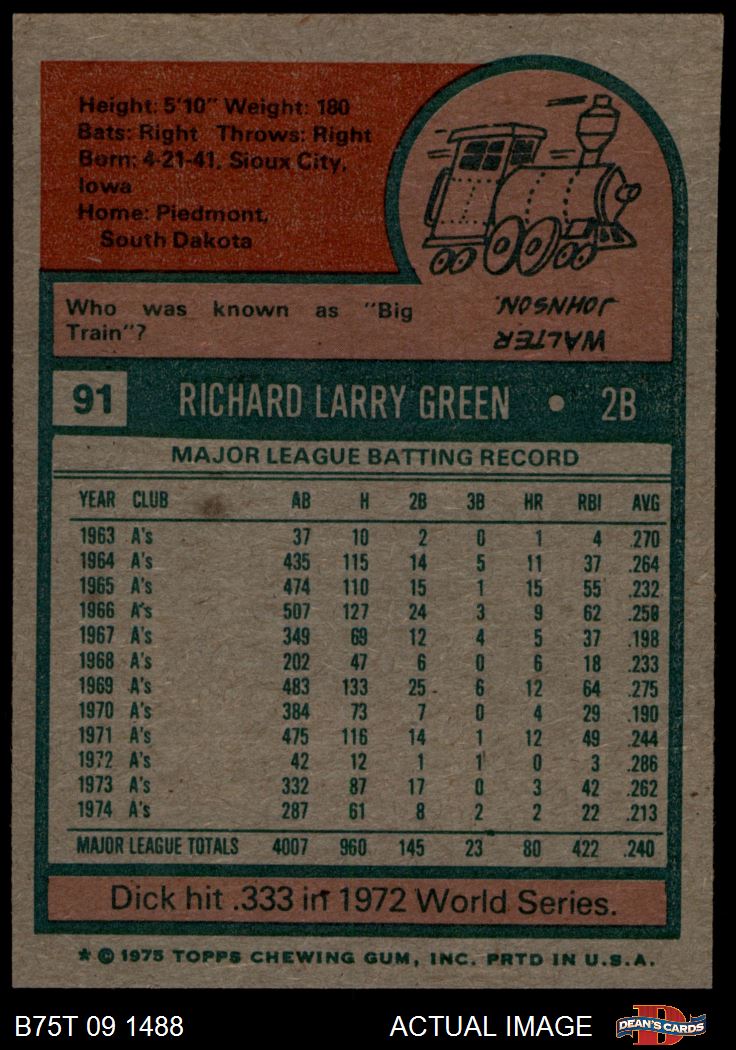 Height: 5'10" Weight: 180
Bats: Right Throws: Right
Born: 4-21-41, Sioux City,
Iowa
Home: Piedmont,
South Dakota
Who was known as "Big
Train"?
WALTER
JOHNSON.
91 RICHARD LARRY GREEN • 2B
MAJOR LEAGUE BATTING RECORD
YEAR CLUB AB H 2B 3B HR RBI AVG
1963 A's 37 10 2 0 1 4 .270
1964 A's 435 115 14 5 11 37 .264
1965 A's 474 110 15 1 15 55 .232
1966 A's 507 127 24 3 9 62 .250
1967 A's 349 69 12 4 5 37 .198
1968 A's 202 47 6 0 6 18 .233
1969 A's 483 133 25 6 12 64 .275
1970 A's 384 73 7 0 4 29 .190
1971 A's 475 116 14 1 12 49 .244
1972 A's 42 12 1 1 0 3 .286
1973 A's 332 87 17 0 3 42 .262
1974 A's 287 61 8 2 2 22 .213
MAJOR LEAGUE TOTALS 4007 960 145 23 80 422 .240
Dick hit .333 in 1972 World Series.
* © 1975 TOPPS CHEWING GUM, INC. PRTD IN U.S.A.
B75T 09 1488 ACTUAL IMAGE D DEAN'S CARDS